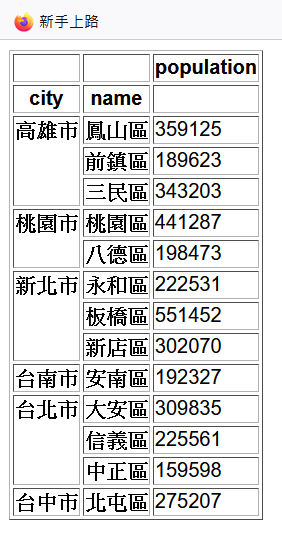 新手上路
population
city name
高雄市 鳳山區 359125
前鎮區 189623
三民區 343203
桃園市 桃園區 441287
八德區 198473
新北市 永和區 222531
板橋區 551452
新店區 302070
台南市 安南區 192327
台北市 大安區 309835
信義區 225561
中正區 159598
台中市 北屯區 275207